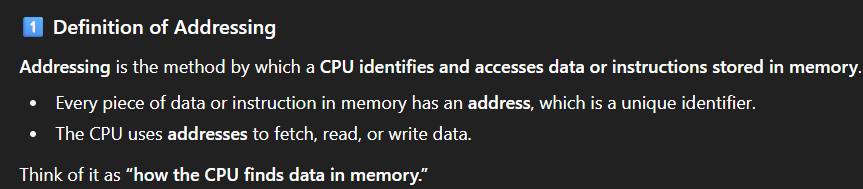 1 Definition of Addressing
Addressing is the method by which a CPU identifies and accesses data or instructions stored in memory.
• Every piece of data or instruction in memory has an address, which is a unique identifier.
• The CPU uses addresses to fetch, read, or write data.
Think of it as “how the CPU finds data in memory.”